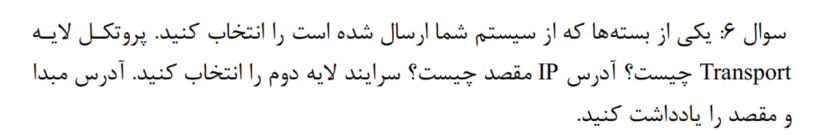 سوال ۶: یکی از بسته‌ها که از سیستم شما ارسال شده است را انتخاب کنید. پروتکل لایه
Transport چیست؟ آدرس IP مقصد چیست؟ سرایند لایه دوم را انتخاب کنید. آدرس مبدا
و مقصد را یادداشت کنید.